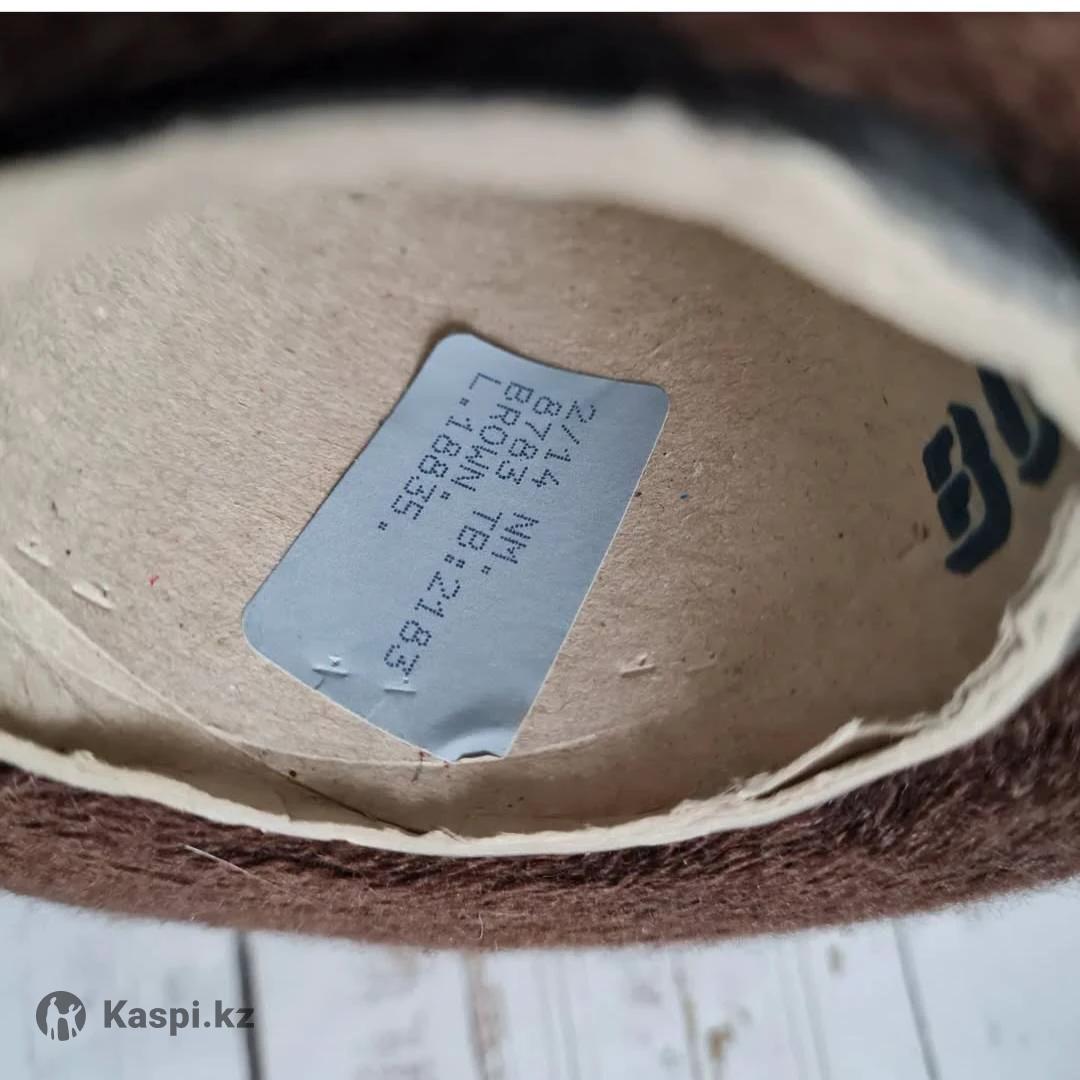 2/14 NM.
8783 TB:2183
BROWN.
L.18835.
Kaspi.kz